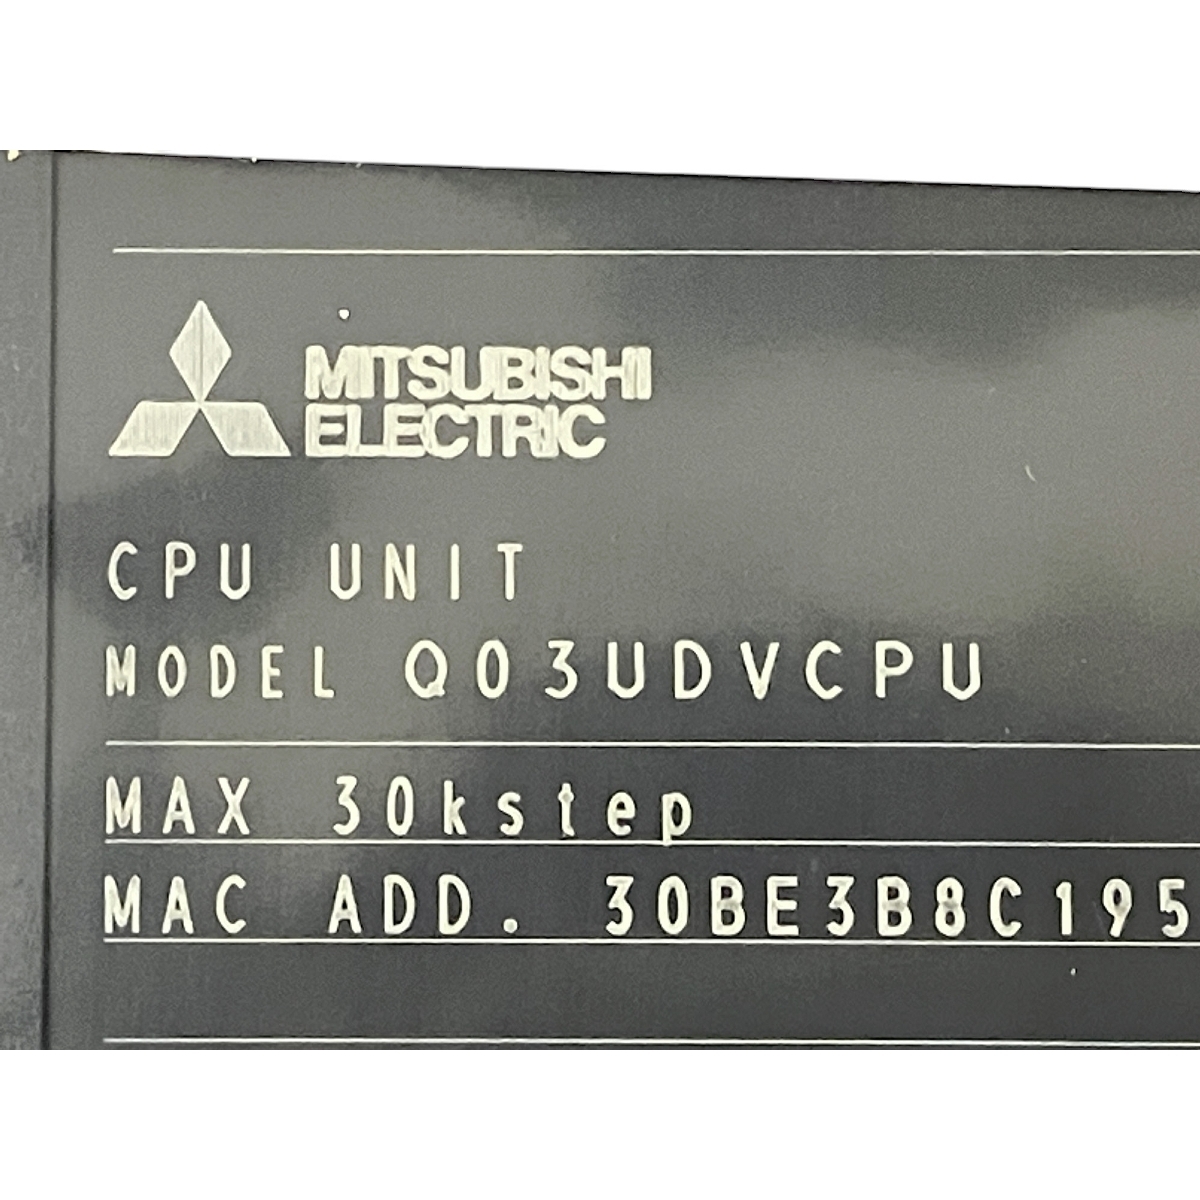 MITSUBISHI
ELECTRIC
CPU UNIT
MODEL Q03UDVCPU
MAX 30kstep
MAC ADD. 30BE3B8C195